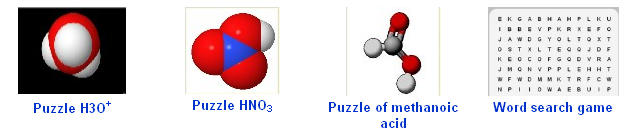 E K G A B H A H P L K U
I B B E V P K R X E F O
J A W D G Y O L T O X T
O S T X L T E Q Q J D F
K E O C D F G Q D V R A
J M O N V P P L E H H T
W F W D M M K T R F C W
N P I I O W A E B U I P
Puzzle H3O⁺
Puzzle HNO₃
Puzzle of methanoic
acid
Word search game